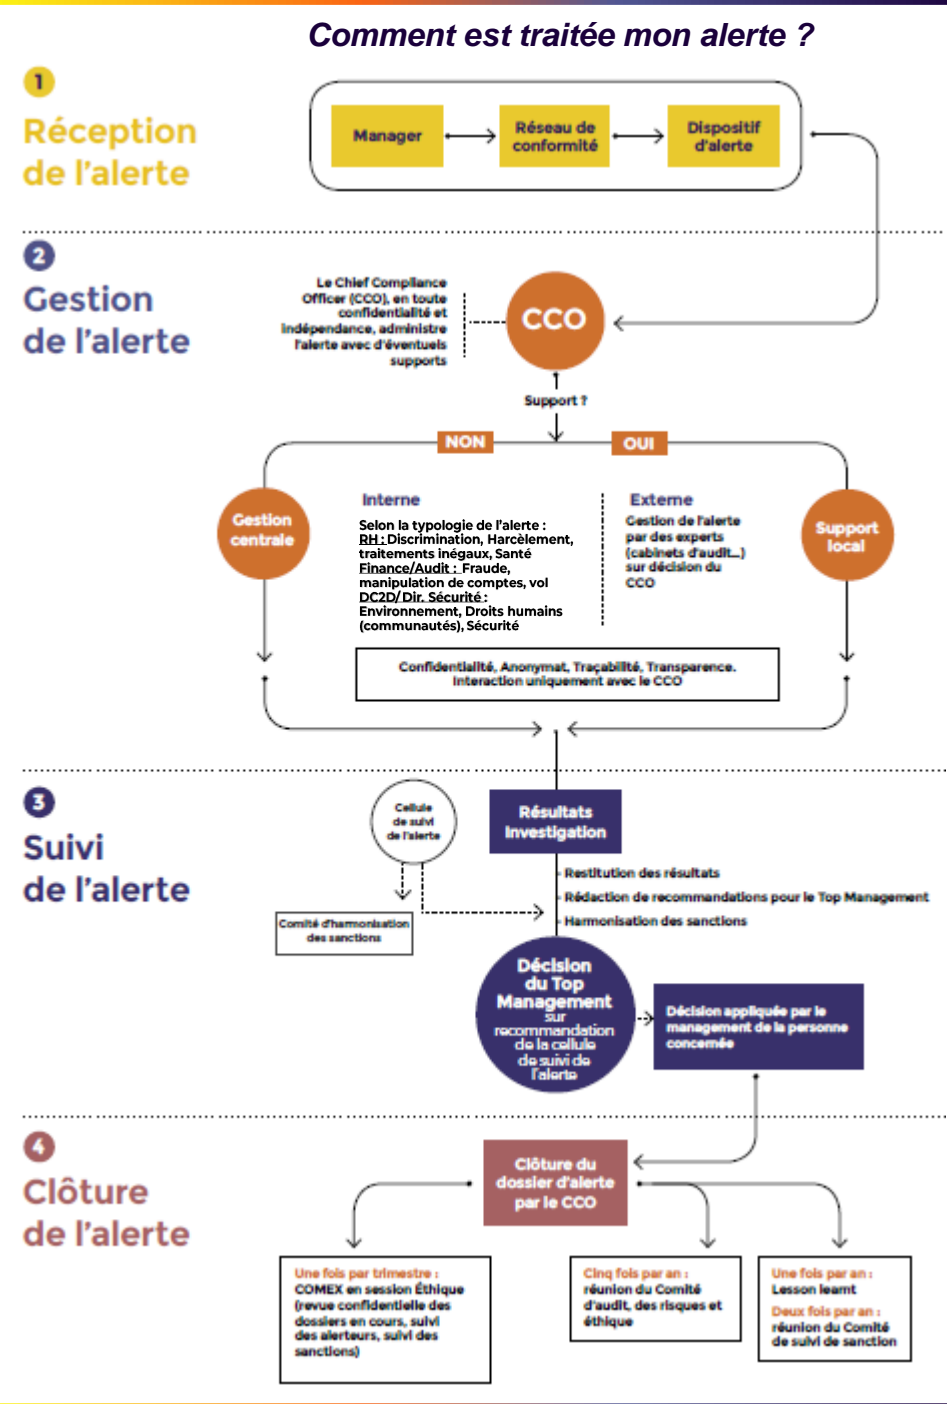 Comment est traitée mon alerte ?
1
Réception
de l'alerte
Manager
Réseau de
conformité
Dispositif
d'alerte
2
Gestion
de l'alerte
Le Chief Compliance
Officer (CCO), en toute
confidentialité et
indépendance, administre
l'alerte avec d'éventuels
supports
CCO
Support ?
NON
OUI
Gestion
centrale
Interne
Selon la typologie de l'alerte :
RH : Discrimination, Harcèlement,
traitements inégaux, Santé
Finance/Audit : Fraude,
manipulation de comptes, vol
DC2D/ Dir. Sécurité :
Environnement, Droits humains
(communautés), Sécurité
Externe
Gestion de l'alerte
par des experts
(cabinets d'audit...)
sur décision du
CCO
Support
local
Confidentialité, Anonymat, Traçabilité, Transparence.
Interaction uniquement avec le CCO
3
Suivi
de l'alerte
Cellule
de suivi
de l'alerte
Résultats
Investigation
- Restitution des résultats
- Rédaction de recommandations pour le Top Management
- Harmonisation des sanctions
Comité d'harmonisation
des sanctions
Décision
du Top
Management
sur
recommandation
de la cellule
de suivi de
l'alerte
Décision appliquée par le
management de la personne
concernée
4
Clôture
de l'alerte
Clôture du
dossier d'alerte
par le CCO
Une fois par trimestre :
COMEX en session Éthique
(revue confidentielle des
dossiers en cours, suivi
des alerteurs, suivi des
sanctions)
Cinq fois par an :
réunion du Comité
d'audit, des risques et
éthique
Une fois par an :
Lesson learnt
Deux fois par an :
réunion du Comité
de suivi de sanction